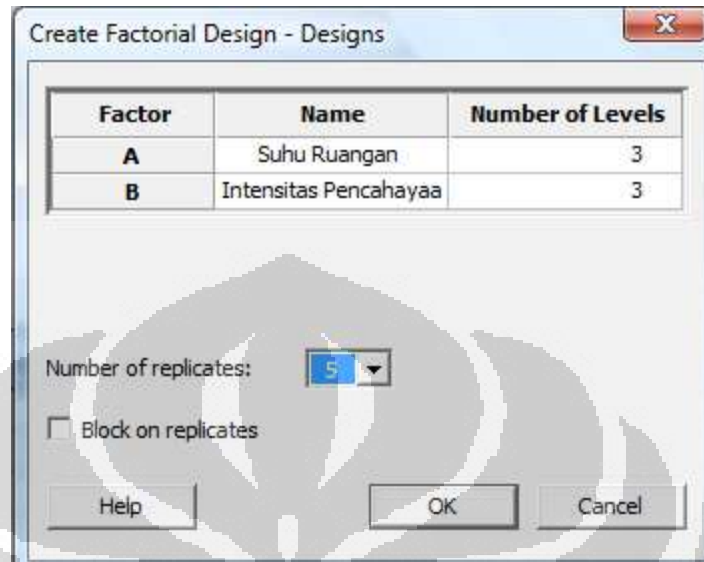 Create Factorial Design - Designs
Factor Name Number of Levels
A Suhu Ruangan 3
B Intensitas Pencahayaa 3
Number of replicates: 5
Block on replicates
Help OK Cancel